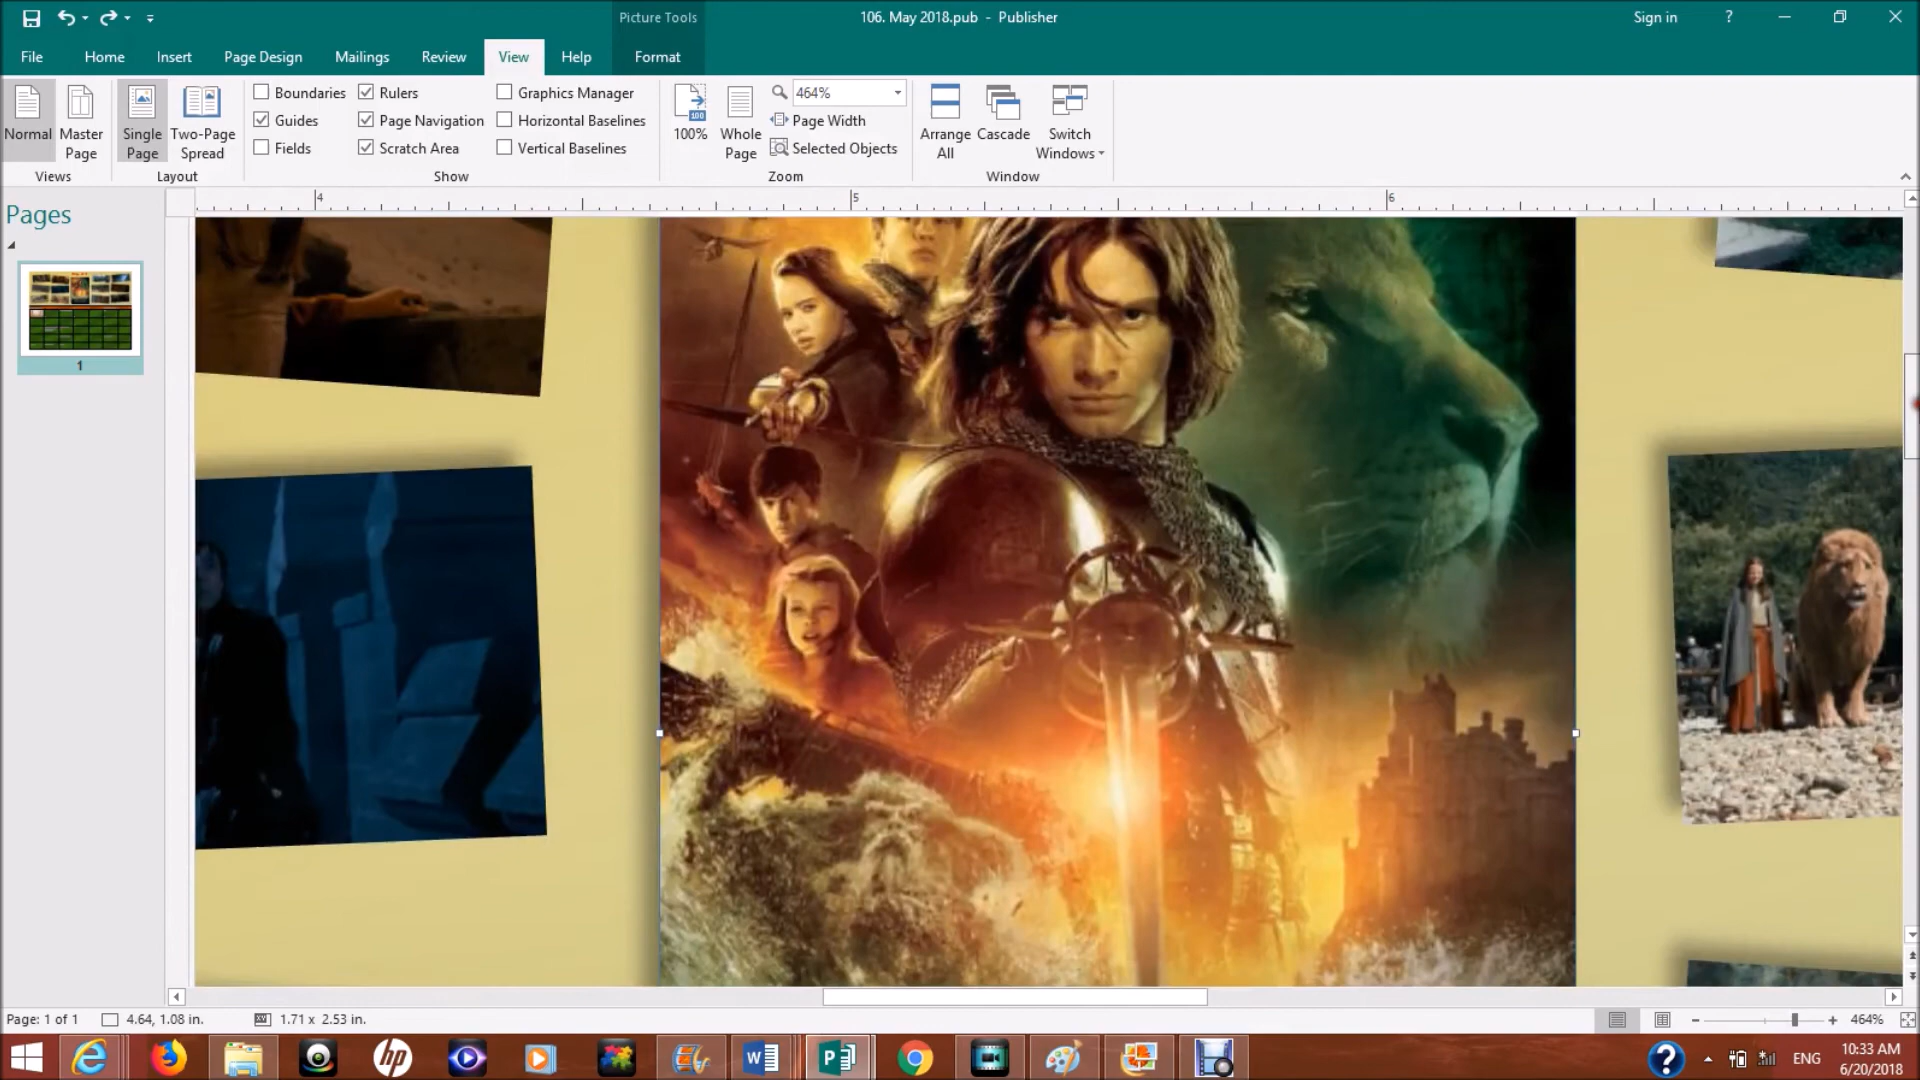 Picture Tools
106. May 2018.pub - Publisher
Sign in
?
File Home Insert Page Design Mailings Review View Help Format
Normal
Master Page
Single Page
Two-Page Spread
Boundaries
Guides
Fields
Rulers
Page Navigation
Scratch Area
Graphics Manager
Horizontal Baselines
Vertical Baselines
100
100%
Whole Page
464%
Page Width
Selected Objects
Arrange All
Cascade
Switch Windows
Views
Layout
Show
Zoom
Window
4 5 6
Pages
1
Page: 1 of 1
4.64, 1.08 in.
1.71 x 2.53 in.
464%
hp
ENG
10:33 AM
6/20/2018